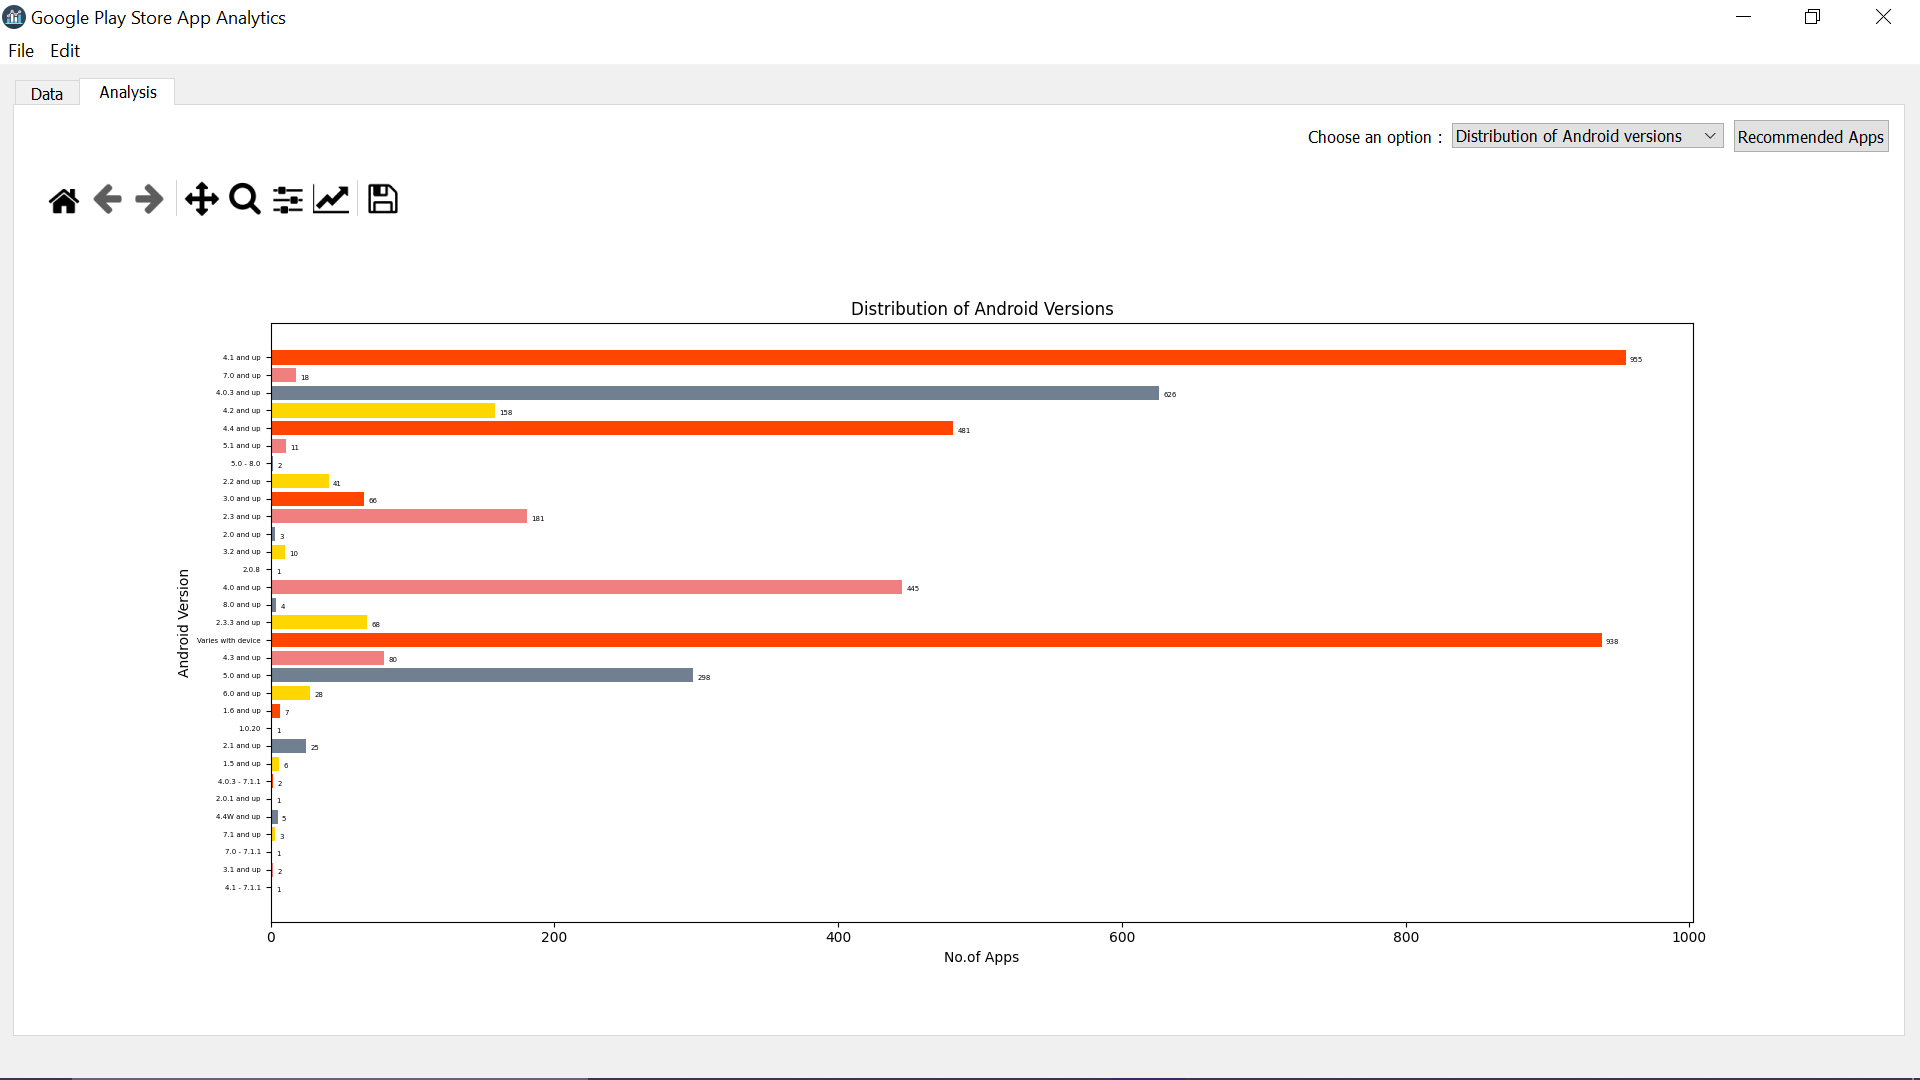 Google Play Store App Analytics
File Edit
Data Analysis
Choose an option : Distribution of Android versions Recommended Apps
Distribution of Android Versions
4.1 and up 955
7.0 and up 18
4.0.3 and up 626
4.2 and up 158
4.4 and up 481
5.1 and up 11
5.0 - 8.0 2
2.2 and up 41
3.0 and up 66
2.3 and up 181
2.0 and up 3
3.2 and up 10
2.0.8 1
4.0 and up 445
8.0 and up 4
2.3.3 and up 68
Varies with device 938
4.3 and up 80
5.0 and up 298
6.0 and up 28
1.6 and up 7
1.0.20 1
2.1 and up 25
1.5 and up 6
4.0.3 - 7.1.1 2
2.0.1 and up 1
4.4W and up 5
7.1 and up 3
7.0 - 7.1.1 1
3.1 and up 2
4.1 - 7.1.1 1
Android Version
0 200 400 600 800 1000
No.of Apps